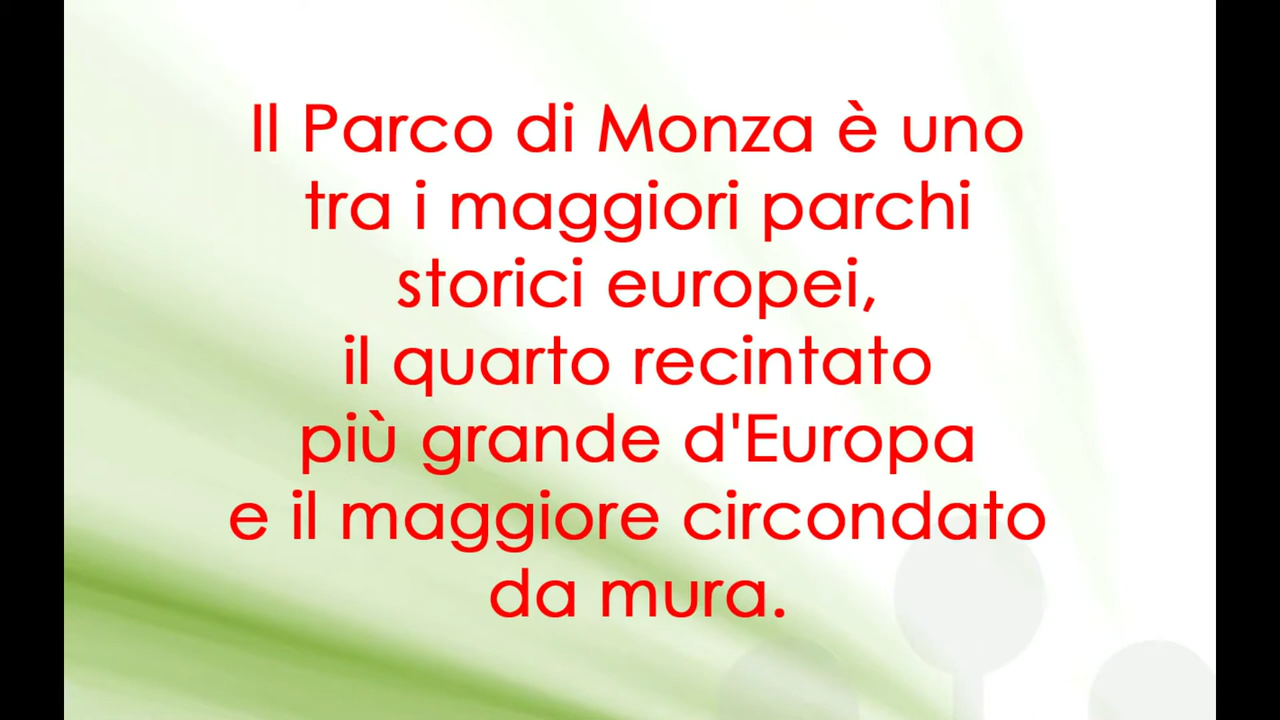 Il Parco di Monza è uno
tra i maggiori parchi
storici europei,
il quarto recintato
più grande d'Europa
e il maggiore circondato
da mura.